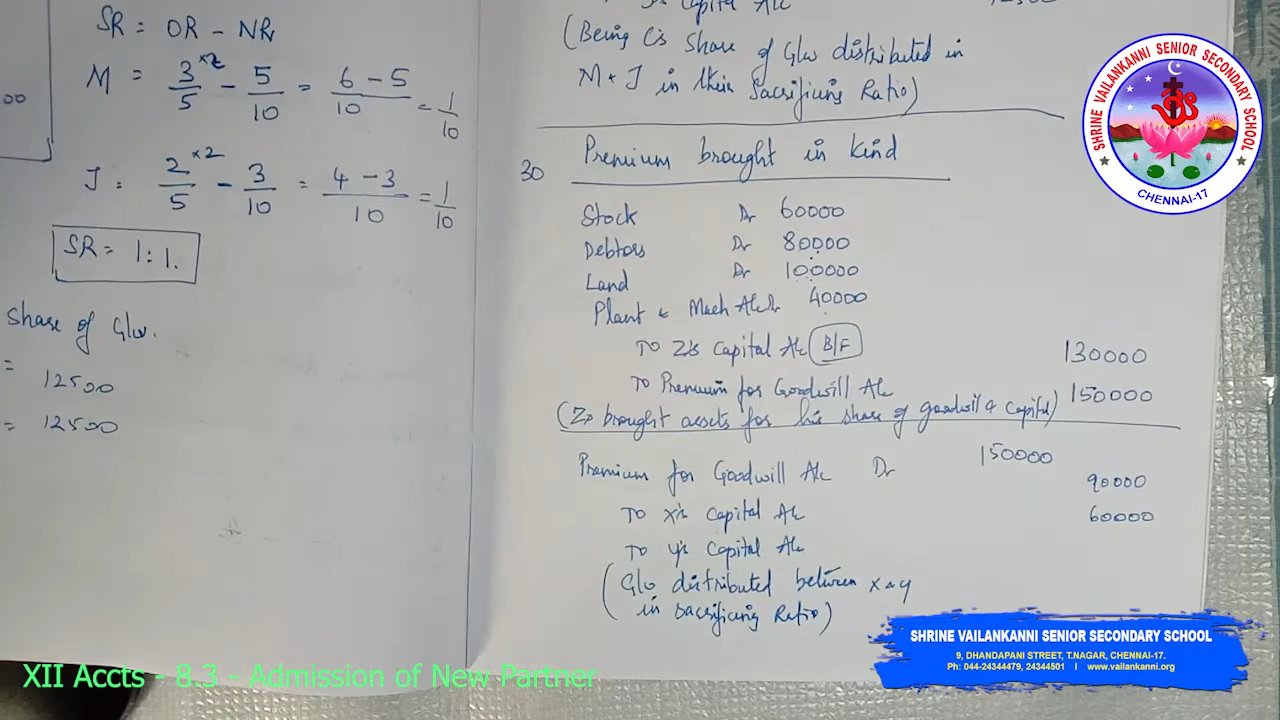 00
SR = OR - NR
M = 3/5 ×2 - 5/10 = 6 - 5/10 = 1/10
J = 2/5 ×2 - 3/10 = 4 - 3/10 = 1/10
SR = 1:1.
Share of G/w.
= 12500
= 12500
Capital A/c
(Being C's Share of G/w distributed in
M + J in their Sacrificing Ratio)
30 Premium brought in kind
Stock Dr 60000
Debtors Dr 80000
Land Dr 100000
Plant & Mach A/c Dr 40000
To Z's Capital A/c B/F 130000
To Premium for Goodwill A/c 150000
(Z brought assets for his share of goodwill & capital)
Premium for Goodwill A/c Dr 150000
To X's Capital A/c 90000
To Y's Capital A/c 60000
(G/w distributed between X & Y
in Sacrificing Ratio)
SHRINE VAILANKANNI SENIOR SECONDARY SCHOOL
CHENNAI-17
SHRINE VAILANKANNI SENIOR SECONDARY SCHOOL
9, DHANDAPANI STREET, T.NAGAR, CHENNAI-17.
Ph: 044-24344479, 24344501 I www.vailankanni.org
XII Accts - 8.3 - Admission of New Partner